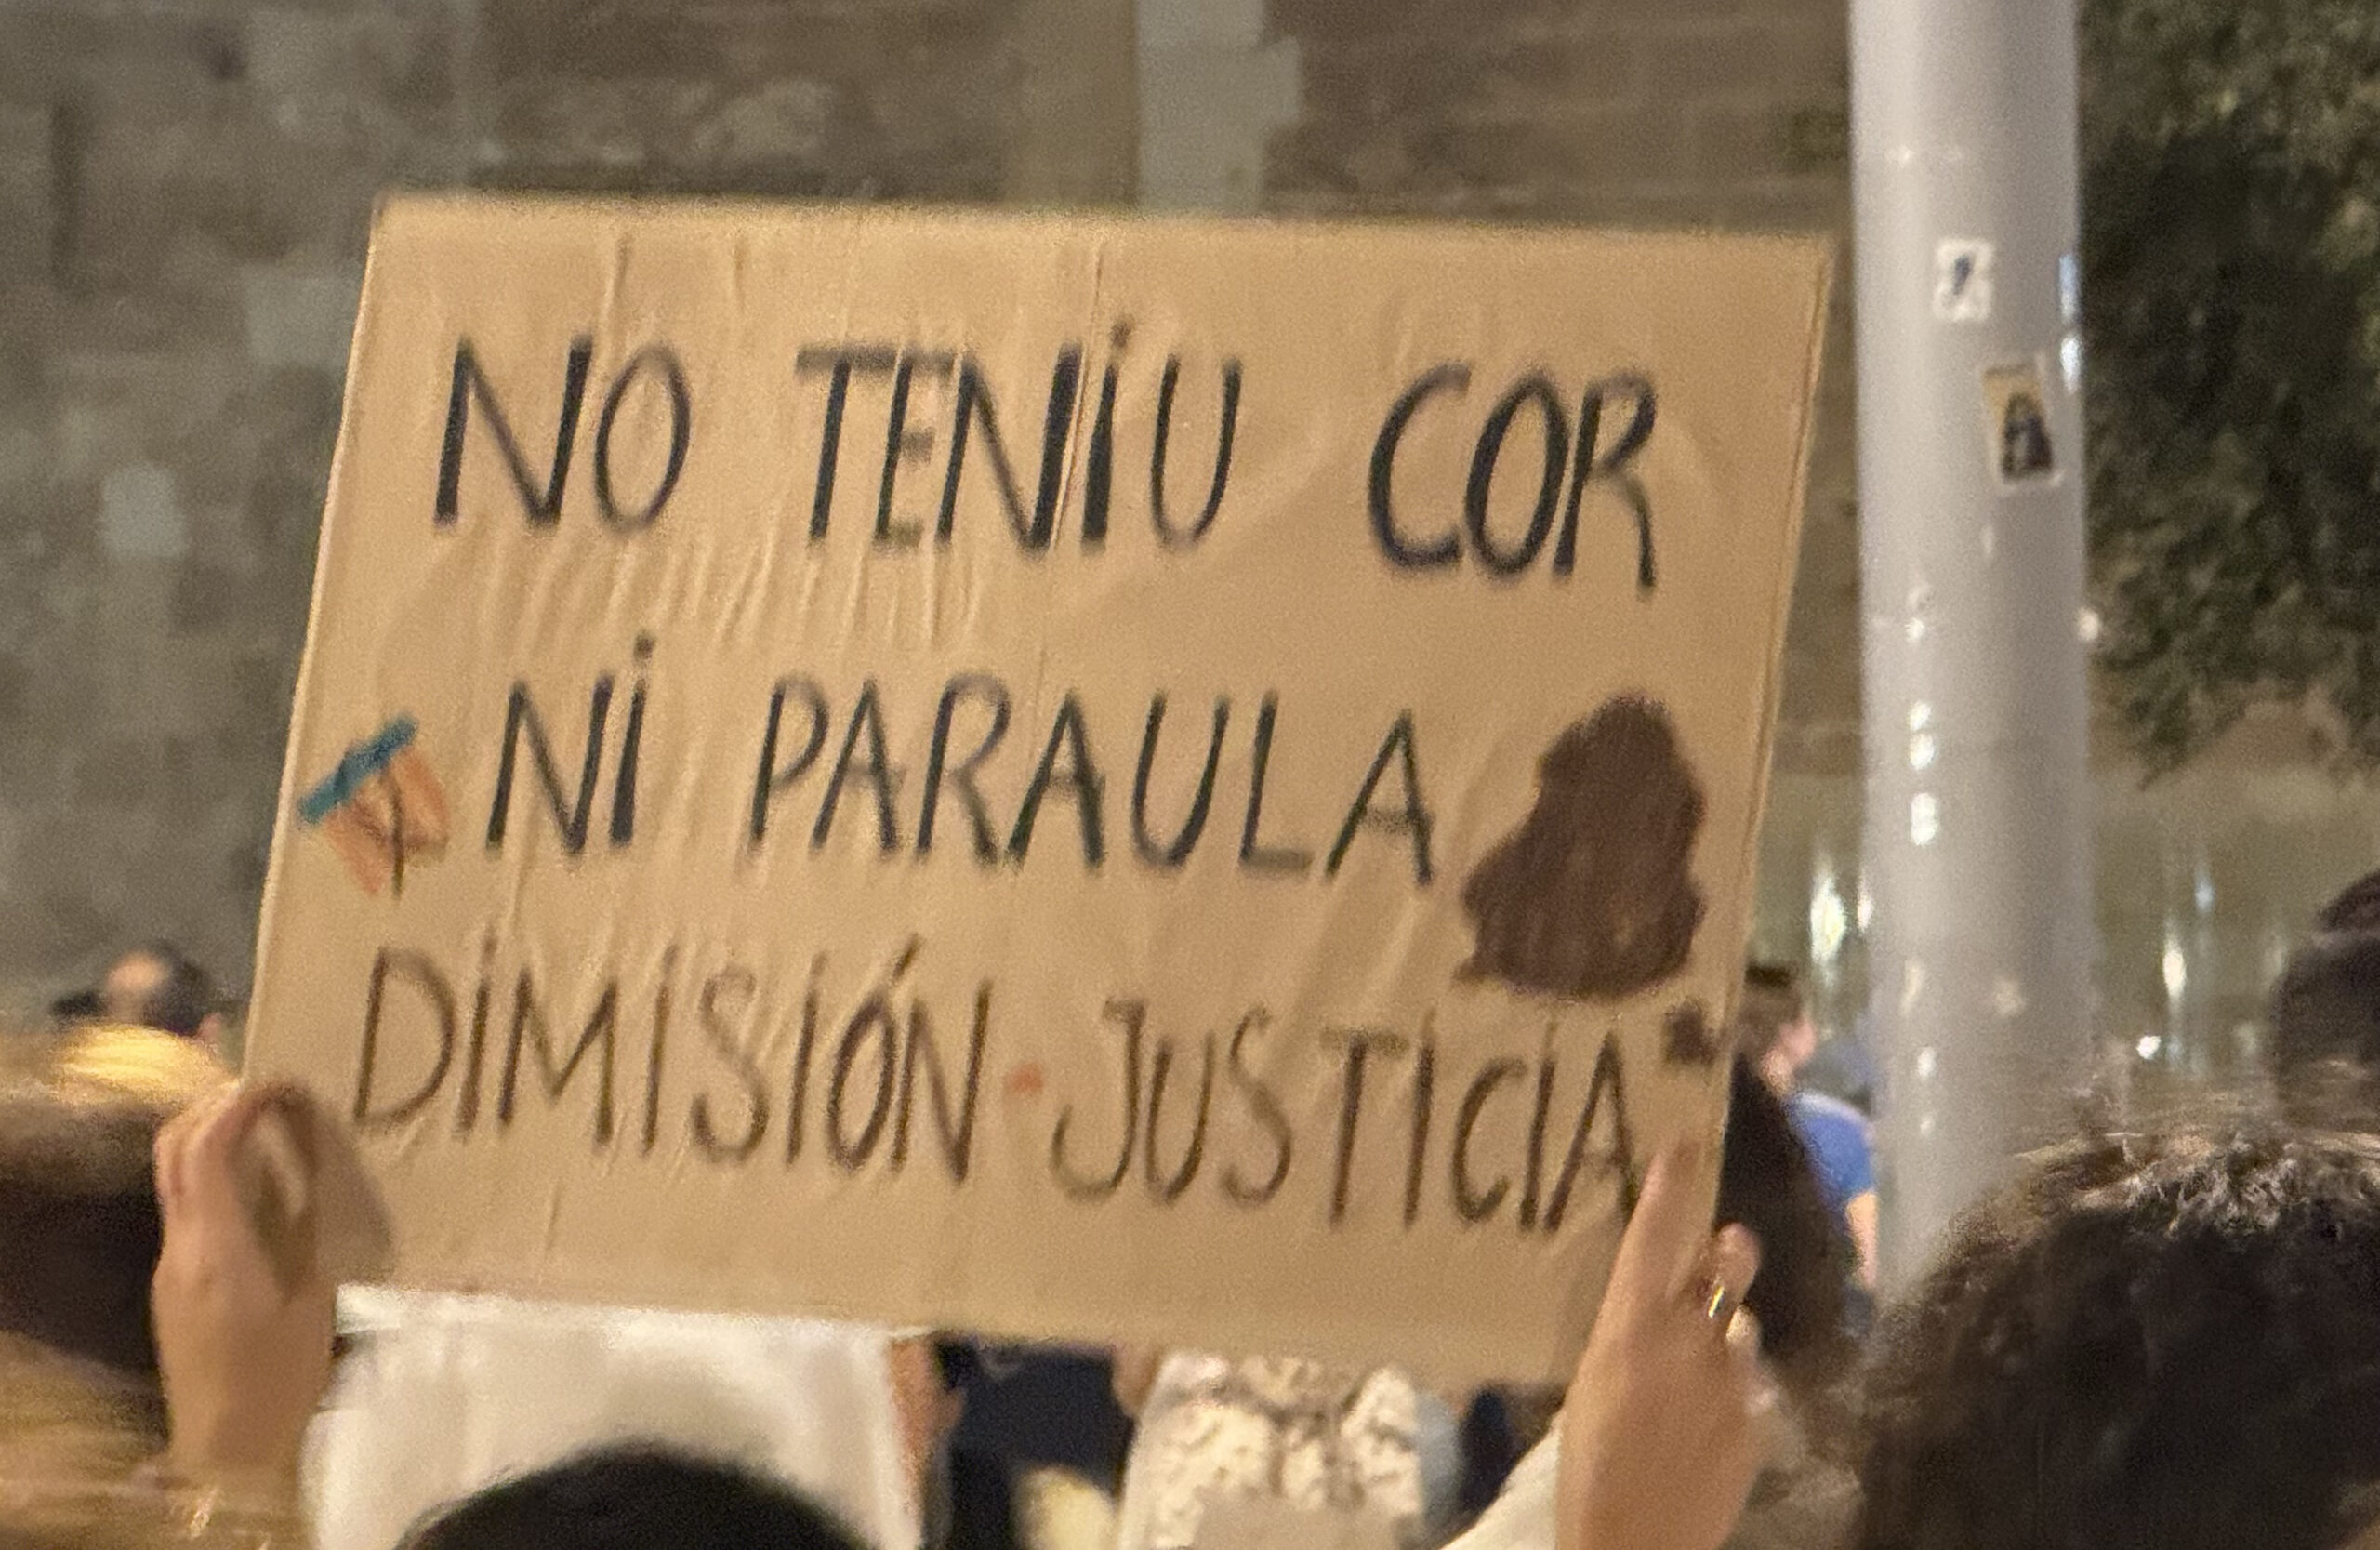 NO TENiU COR
Ni PARAULA
DiMiSIÓN · JUSTICIA